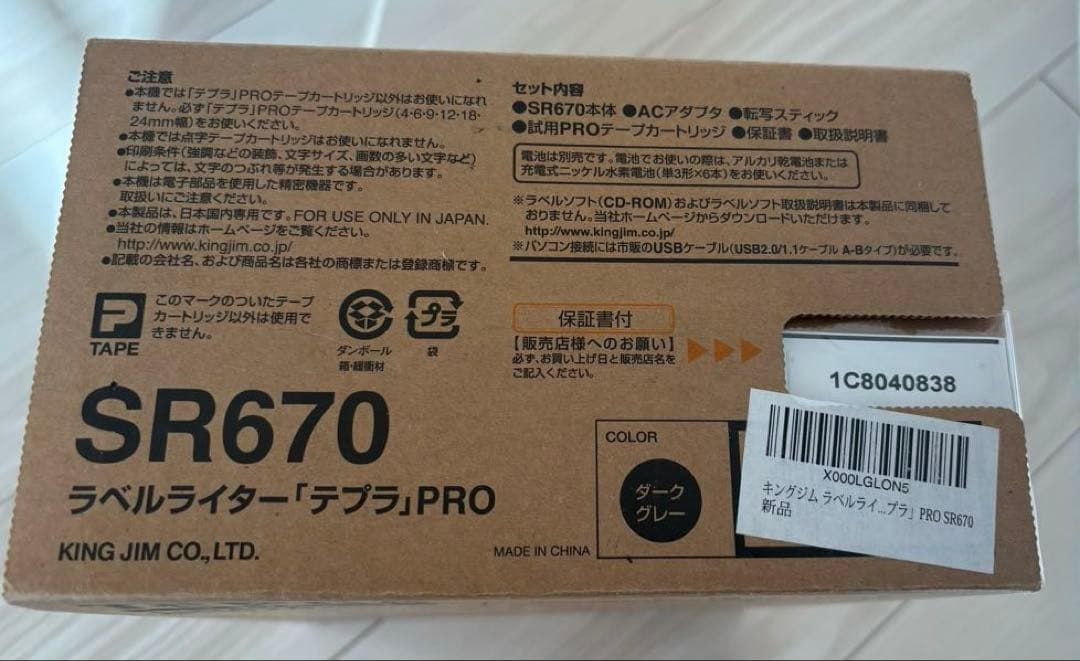 ご注意
●本機では「テプラ」PROテープカートリッジ以外はお使いになれ
ません。必ず「テプラ」PROテープカートリッジ(4・6・9・12・18・
24mm幅)をお使いください。
●本機では点字テープカートリッジはお使いになれません。
●印刷条件(強調などの装飾、文字サイズ、画数の多い文字など)
によっては、文字のつぶれ等が発生する場合があります。
●本機は電子部品を使用した精密機器です。
取扱いにご注意ください。
●本製品は、日本国内専用です。FOR USE ONLY IN JAPAN.
●当社の情報はホームページをご覧ください。
http://www.kingjim.co.jp/
●記載の会社名、および商品名は各社の商標または登録商標です。
TAPE
このマークのついたテープ
カートリッジ以外は使用で
きません。
ダンボール
箱・緩衝材
プラ
袋
SR670
ラベルライター「テプラ」PRO
KING JIM CO.,LTD.
セット内容
●SR670本体 ●ACアダプタ ●転写スティック
●試用PROテープカートリッジ ●保証書 ●取扱説明書
電池は別売です。電池でお使いの際は、アルカリ乾電池または
充電式ニッケル水素電池(単3形×6本)をお使いください。
※ラベルソフト(CD-ROM)およびラベルソフト取扱説明書は本製品に同梱して
おりません。当社ホームページからダウンロードいただけます。
http://www.kingjim.co.jp/
※パソコン接続には市販のUSBケーブル(USB2.0/1.1ケーブル A-Bタイプ)が必要です。
保証書付
【販売店様へのお願い】
必ず、お買い上げ日と販売店名を
ご記入ください。
1C8040838
COLOR
ダーク
グレー
MADE IN CHINA
X000LGLON5
キングジム ラベルライ...プラ」 PRO SR670
新品